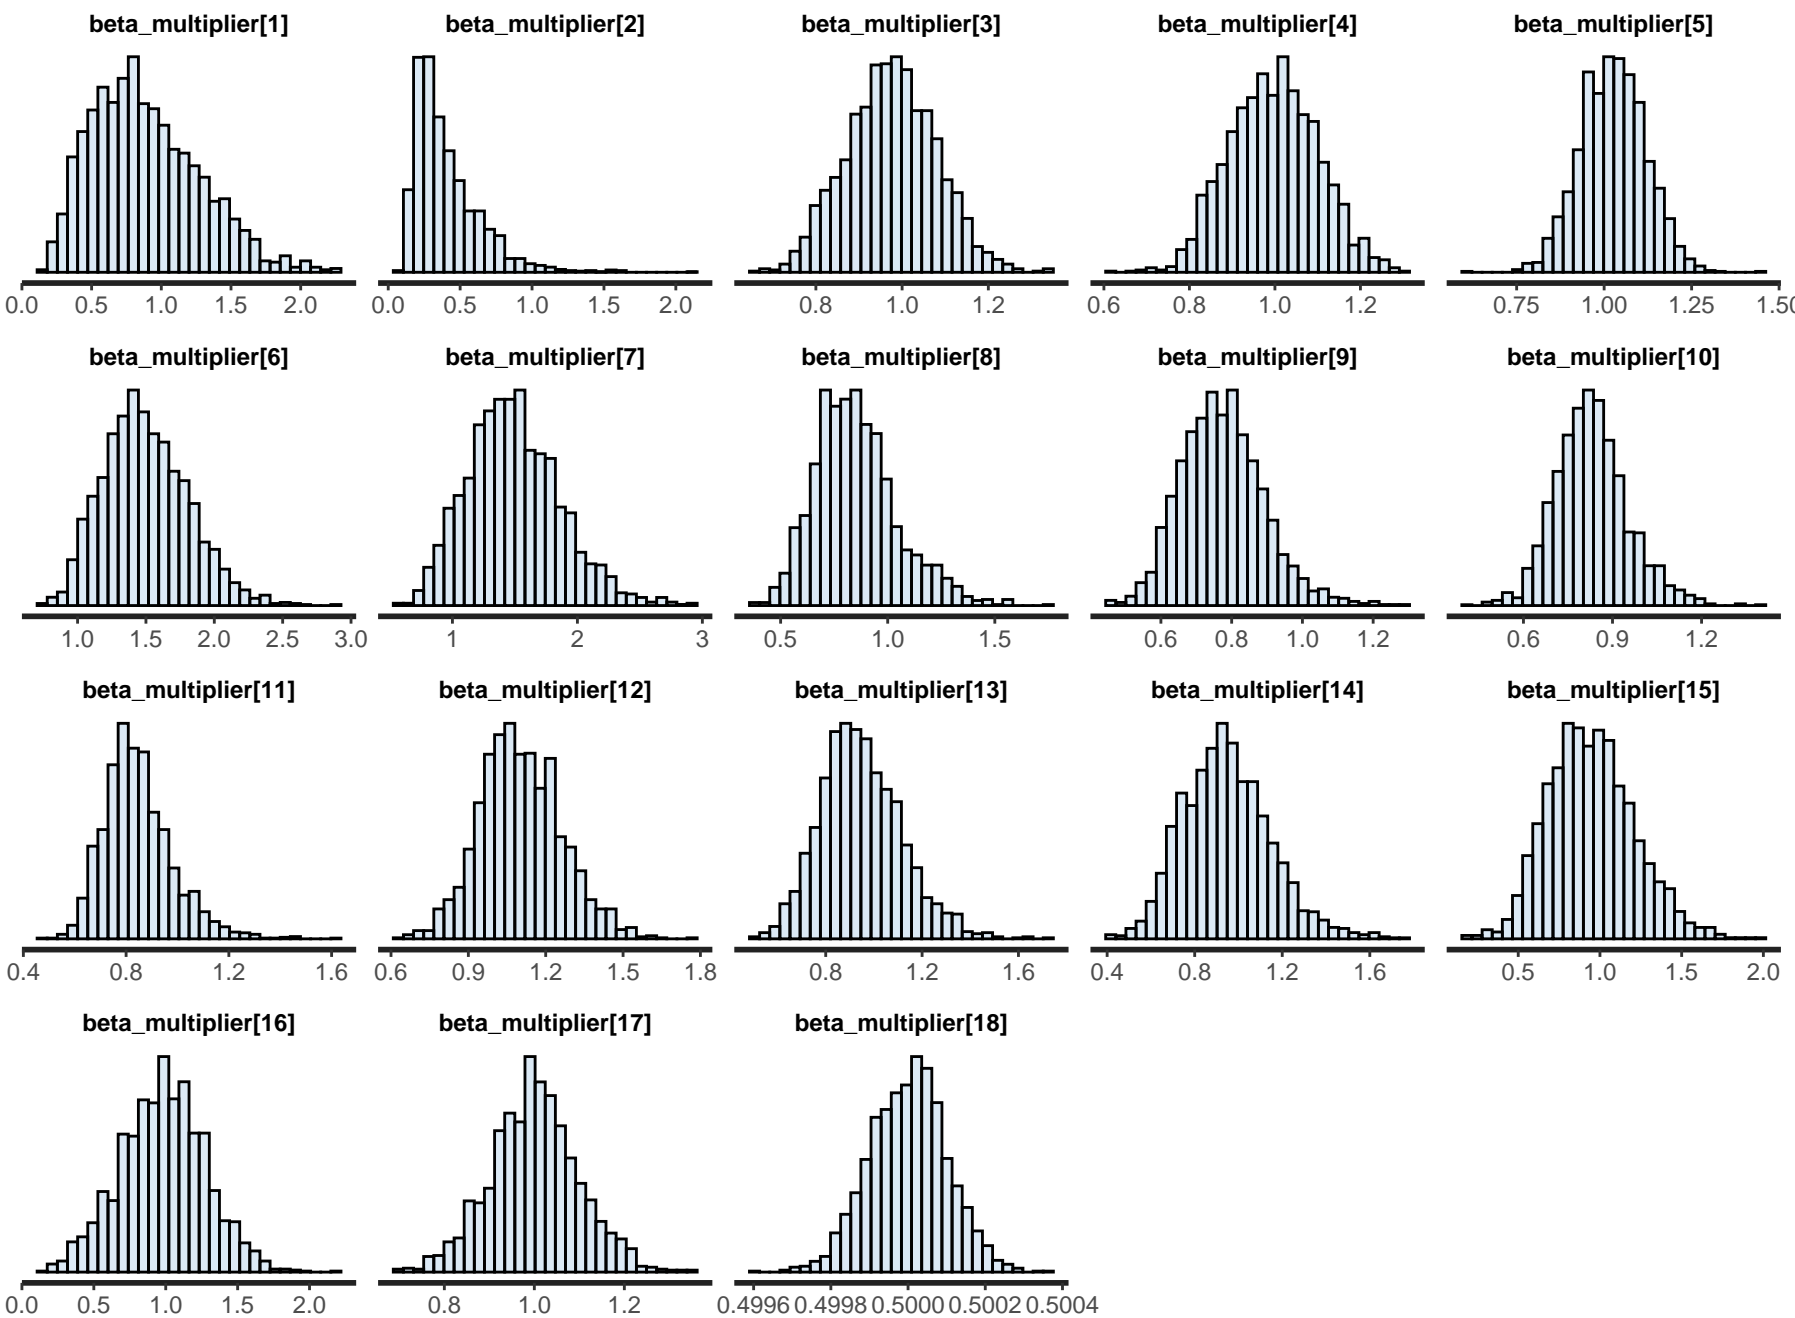 beta_multiplier[1] beta_multiplier[2] beta_multiplier[3] beta_multiplier[4] beta_multiplier[5]
0.0 0.5 1.0 1.5 2.0 0.0 0.5 1.0 1.5 2.0 0.8 1.0 1.2 0.6 0.8 1.0 1.2 0.75 1.00 1.25 1.50
beta_multiplier[6] beta_multiplier[7] beta_multiplier[8] beta_multiplier[9] beta_multiplier[10]
1.0 1.5 2.0 2.5 3.0 1 2 3 0.5 1.0 1.5 0.6 0.8 1.0 1.2 0.6 0.9 1.2
beta_multiplier[11] beta_multiplier[12] beta_multiplier[13] beta_multiplier[14] beta_multiplier[15]
0.4 0.8 1.2 1.6 0.6 0.9 1.2 1.5 1.8 0.8 1.2 1.6 0.4 0.8 1.2 1.6 0.5 1.0 1.5 2.0
beta_multiplier[16] beta_multiplier[17] beta_multiplier[18]
0.0 0.5 1.0 1.5 2.0 0.8 1.0 1.2 0.4996 0.4998 0.5000 0.5002 0.5004